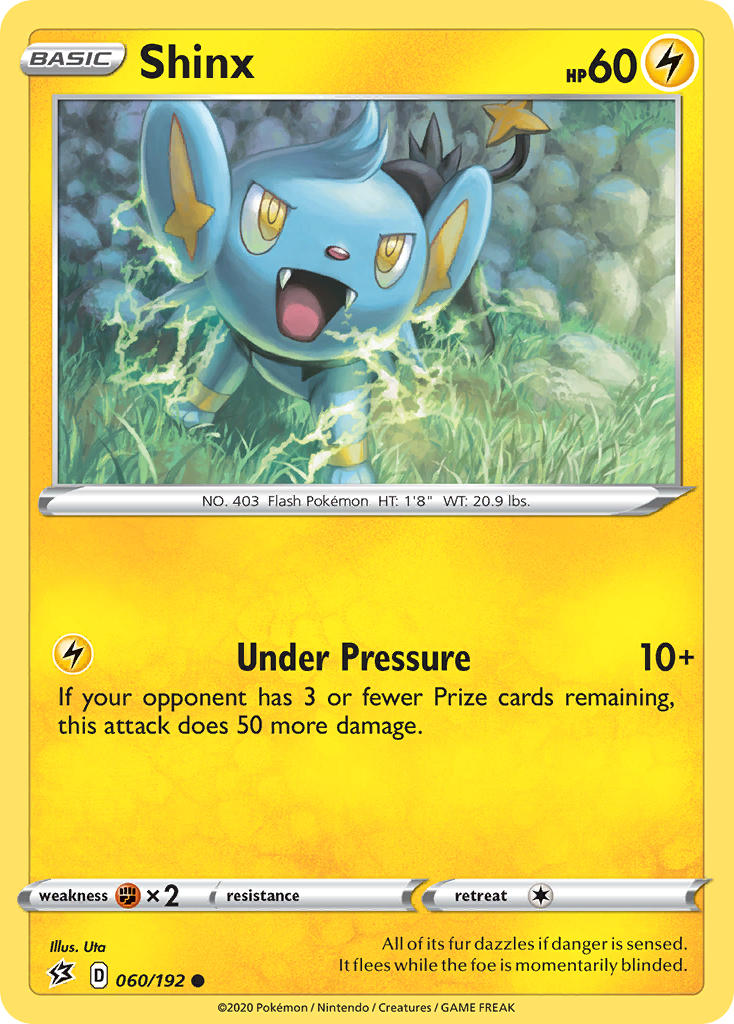 BASIC Shinx HP60
NO. 403 Flash Pokémon HT: 1'8" WT: 20.9 lbs.
Under Pressure 10+
If your opponent has 3 or fewer Prize cards remaining,
this attack does 50 more damage.
weakness ×2 resistance retreat
Illus. Uta
All of its fur dazzles if danger is sensed.
It flees while the foe is momentarily blinded.
D 060/192
©2020 Pokémon / Nintendo / Creatures / GAME FREAK